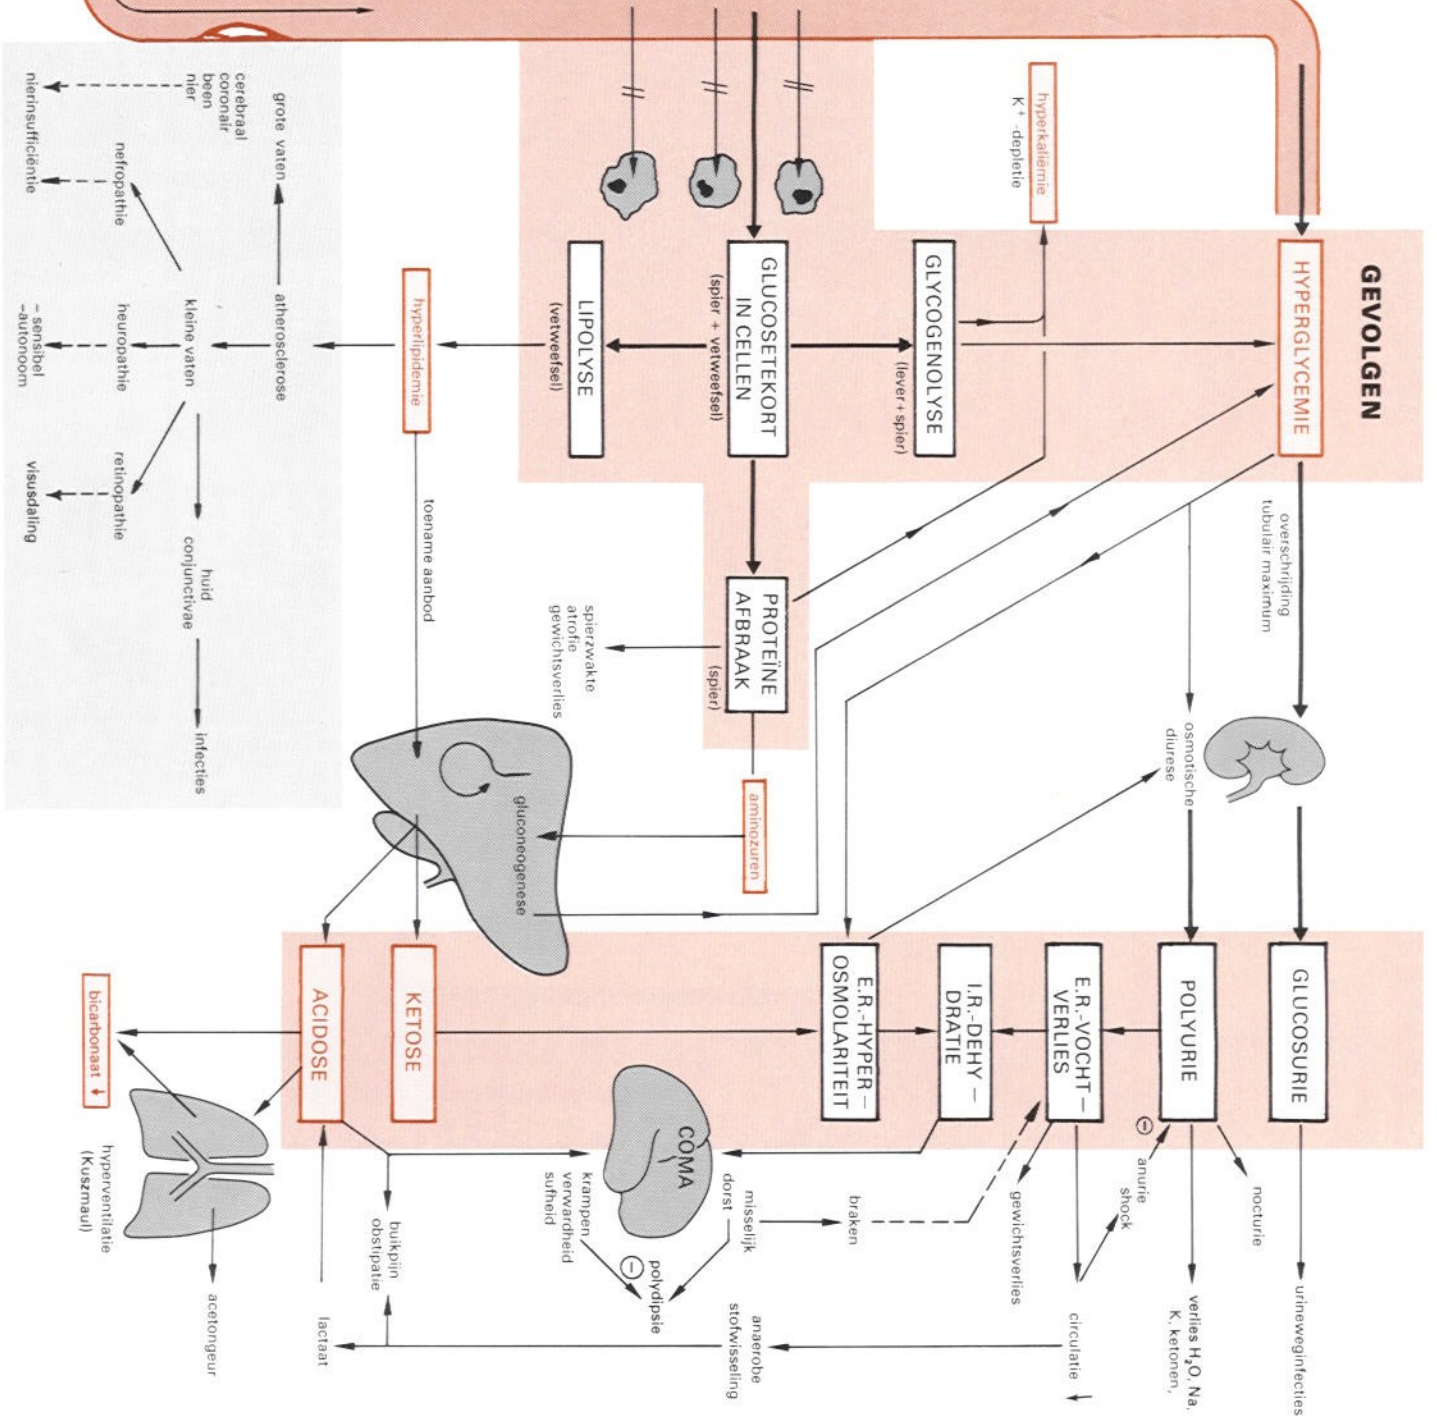 GEVOLGEN
HYPERGLYCEMIE
overschrijding
tubulair maximum
GLUCOSURIE
urineweginfecties
osmotische
diurese
POLYURIE
nocturie
verlies H₂O, Na,
K, ketonen,
anurie
shock
⊖
hyperkaliëmie
K⁺ -depletie
E.R.-VOCHT–
VERLIES
gewichtsverlies
circulatie ↓
GLYCOGENOLYSE
(lever+spier)
I.R.-DEHY–
DRATIE
E.R.-HYPER–
OSMOLARITEIT
braken
GLUCOSETEKORT
IN CELLEN
(spier + vetweefsel)
PROTEÏNE
AFBRAAK
(spier)
aminozuren
misselijk
dorst
anaerobe
stofwisseling
COMA
polydipsie
⊖
LIPOLYSE
(vetweefsel)
spierzwakte
atrofie
gewichtsverlies
gluconeogenese
krampen
verwardheid
sufheid
hyperlipidemie
toename aanbod
KETOSE
buikpijn
obstipatie
ACIDOSE
lactaat
grote vaten
atherosclerose
cerebraal
coronair
been
nier
kleine vaten
huid
conjunctivae
infecties
acetongeur
nefropathie
neuropathie
retinopathie
bicarbonaat ↓
hyperventilatie
(Kuszmaul)
nierinsufficiëntie
– sensibel
–autonoom
visusdaling